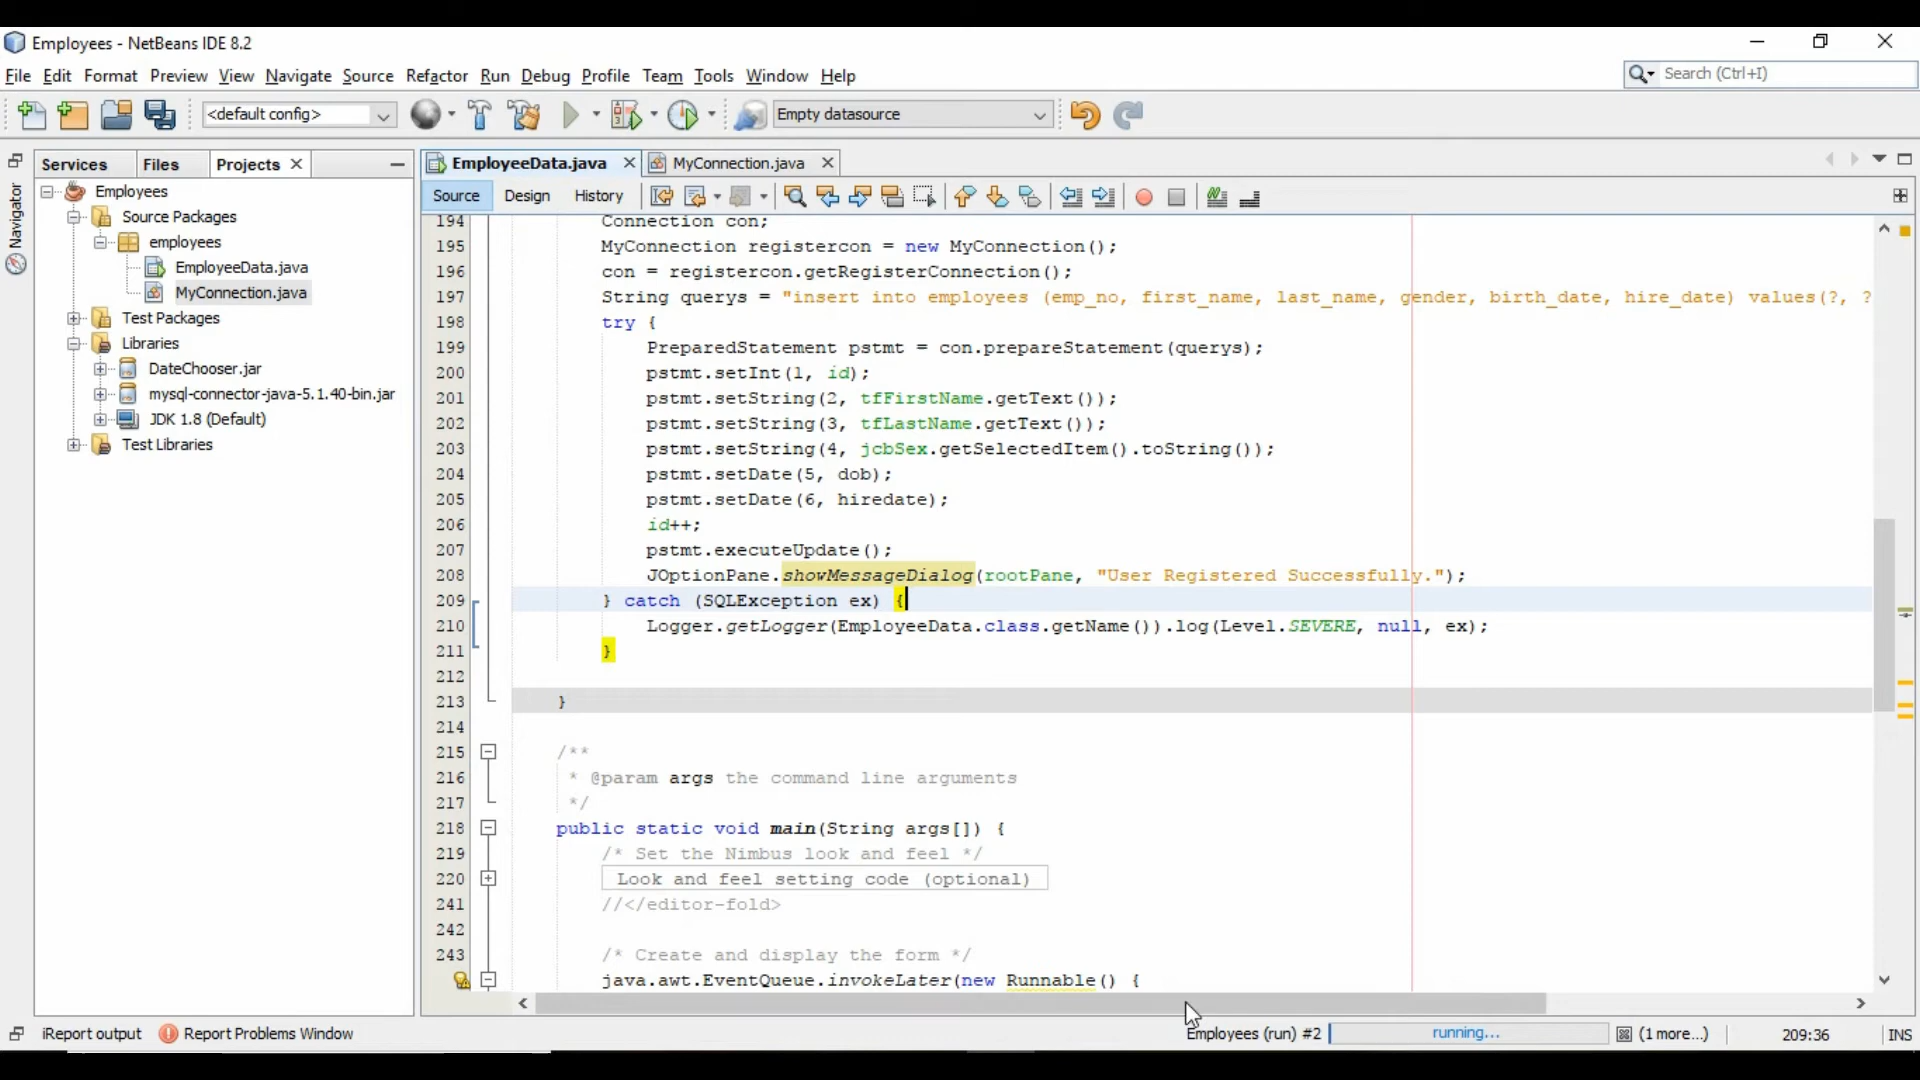 Employees - NetBeans IDE 8.2
File Edit Format Preview View Navigate Source Refactor Run Debug Profile Team Tools Window Help
Search (Ctrl+I)
<default config>
Empty datasource
Services
Files
Projects
EmployeeData.java
MyConnection.java
Source
Design
History
Navigator
Employees
Source Packages
employees
EmployeeData.java
MyConnection.java
Test Packages
Libraries
DateChooser.jar
mysql-connector-java-5.1.40-bin.jar
JDK 1.8 (Default)
Test Libraries
194 Connection con;
195 MyConnection registercon = new MyConnection();
196 con = registercon.getRegisterConnection();
197 String querys = "insert into employees (emp_no, first_name, last_name, gender, birth_date, hire_date) values(?, ?
198 try {
199 PreparedStatement pstmt = con.prepareStatement(querys);
200 pstmt.setInt(1, id);
201 pstmt.setString(2, tfFirstName.getText());
202 pstmt.setString(3, tfLastName.getText());
203 pstmt.setString(4, jcbSex.getSelectedItem().toString());
204 pstmt.setDate(5, dob);
205 pstmt.setDate(6, hiredate);
206 id++;
207 pstmt.executeUpdate();
208 JOptionPane.showMessageDialog(rootPane, "User Registered Successfully.");
209 } catch (SQLException ex) {
210 Logger.getLogger(EmployeeData.class.getName()).log(Level.SEVERE, null, ex);
211 }
212
213 }
214
215 /**
216 * @param args the command line arguments
217 */
218 public static void main(String args[]) {
219 /* Set the Nimbus look and feel */
220 Look and feel setting code (optional)
241 //</editor-fold>
242
243 /* Create and display the form */
java.awt.EventQueue.invokeLater(new Runnable() {
iReport output
Report Problems Window
Employees (run) #2
running...
(1 more...)
209:36
INS